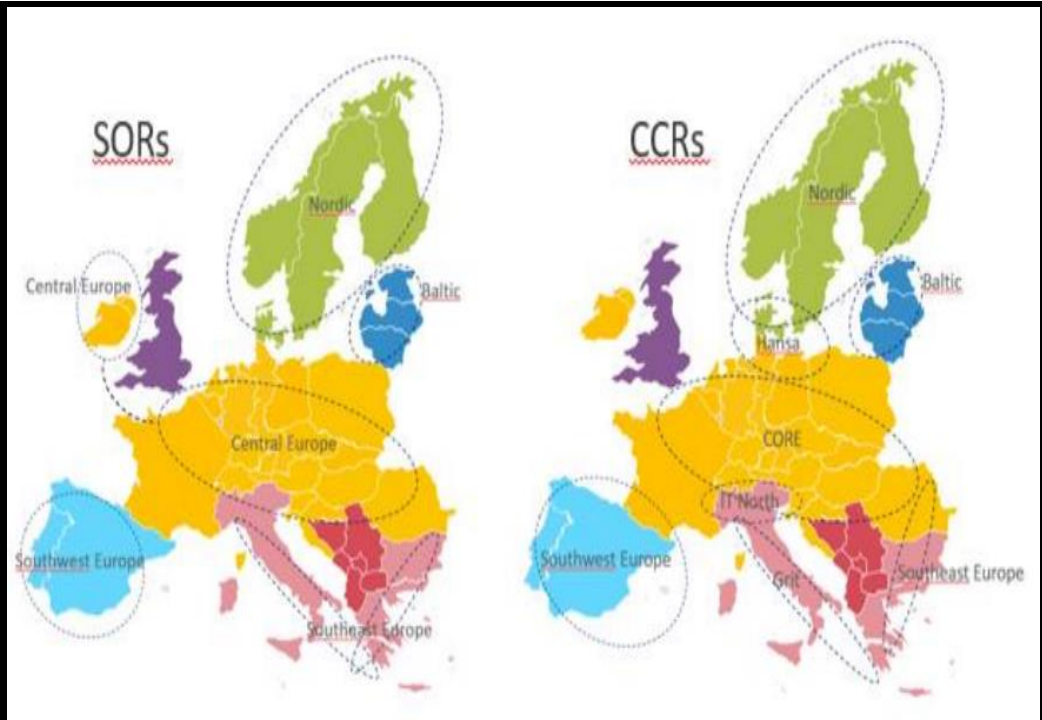 SORs
Nordic
Central Europe
Baltic
Central Europe
Southwest Europe
Southeast Europe
CCRs
Nordic
Baltic
Hansa
CORE
IT North
Southwest Europe
Grit
Southeast Europe